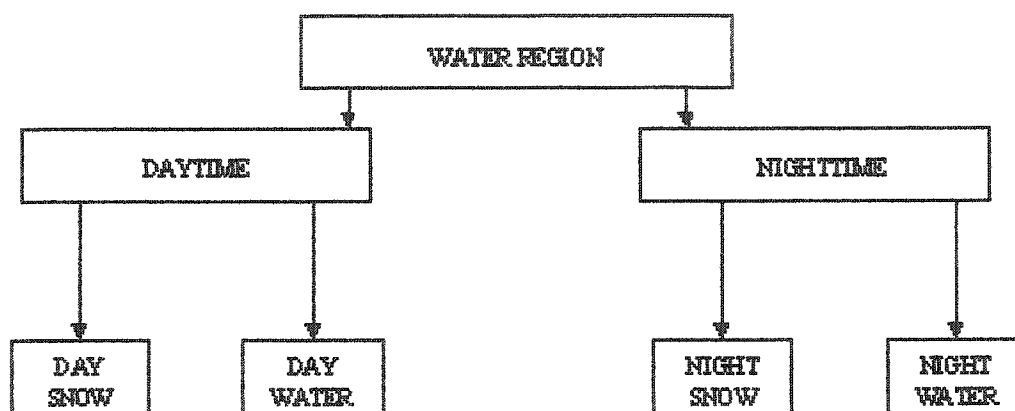 WATER REGION
DAYTIME
NIGHTTIME
DAY
SNOW
DAY
WATER
NIGHT
SNOW
NIGHT
WATER